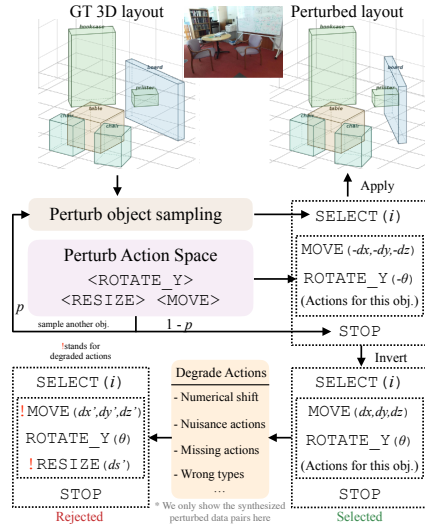 GT 3D layout
Perturbed layout
bookcase
board
printer
table
chair
chair
bookcase
board
printer
table
chair
chair
Apply
Perturb object sampling
SELECT (i)
Perturb Action Space
<ROTATE_Y>
<RESIZE> <MOVE>
MOVE (-dx,-dy,-dz)
ROTATE_Y (-θ)
(Actions for this obj.)
p
sample another obj.
1 - p
STOP
!stands for
degraded actions
Invert
SELECT (i)
!MOVE (dx',dy',dz')
ROTATE_Y (θ)
!RESIZE (ds')
STOP
Rejected
Degrade Actions
- Numerical shift
- Nuisance actions
- Missing actions
- Wrong types
...
* We only show the synthesized
perturbed data pairs here
SELECT (i)
MOVE (dx,dy,dz)
ROTATE_Y (θ)
(Actions for this obj.)
STOP
Selected